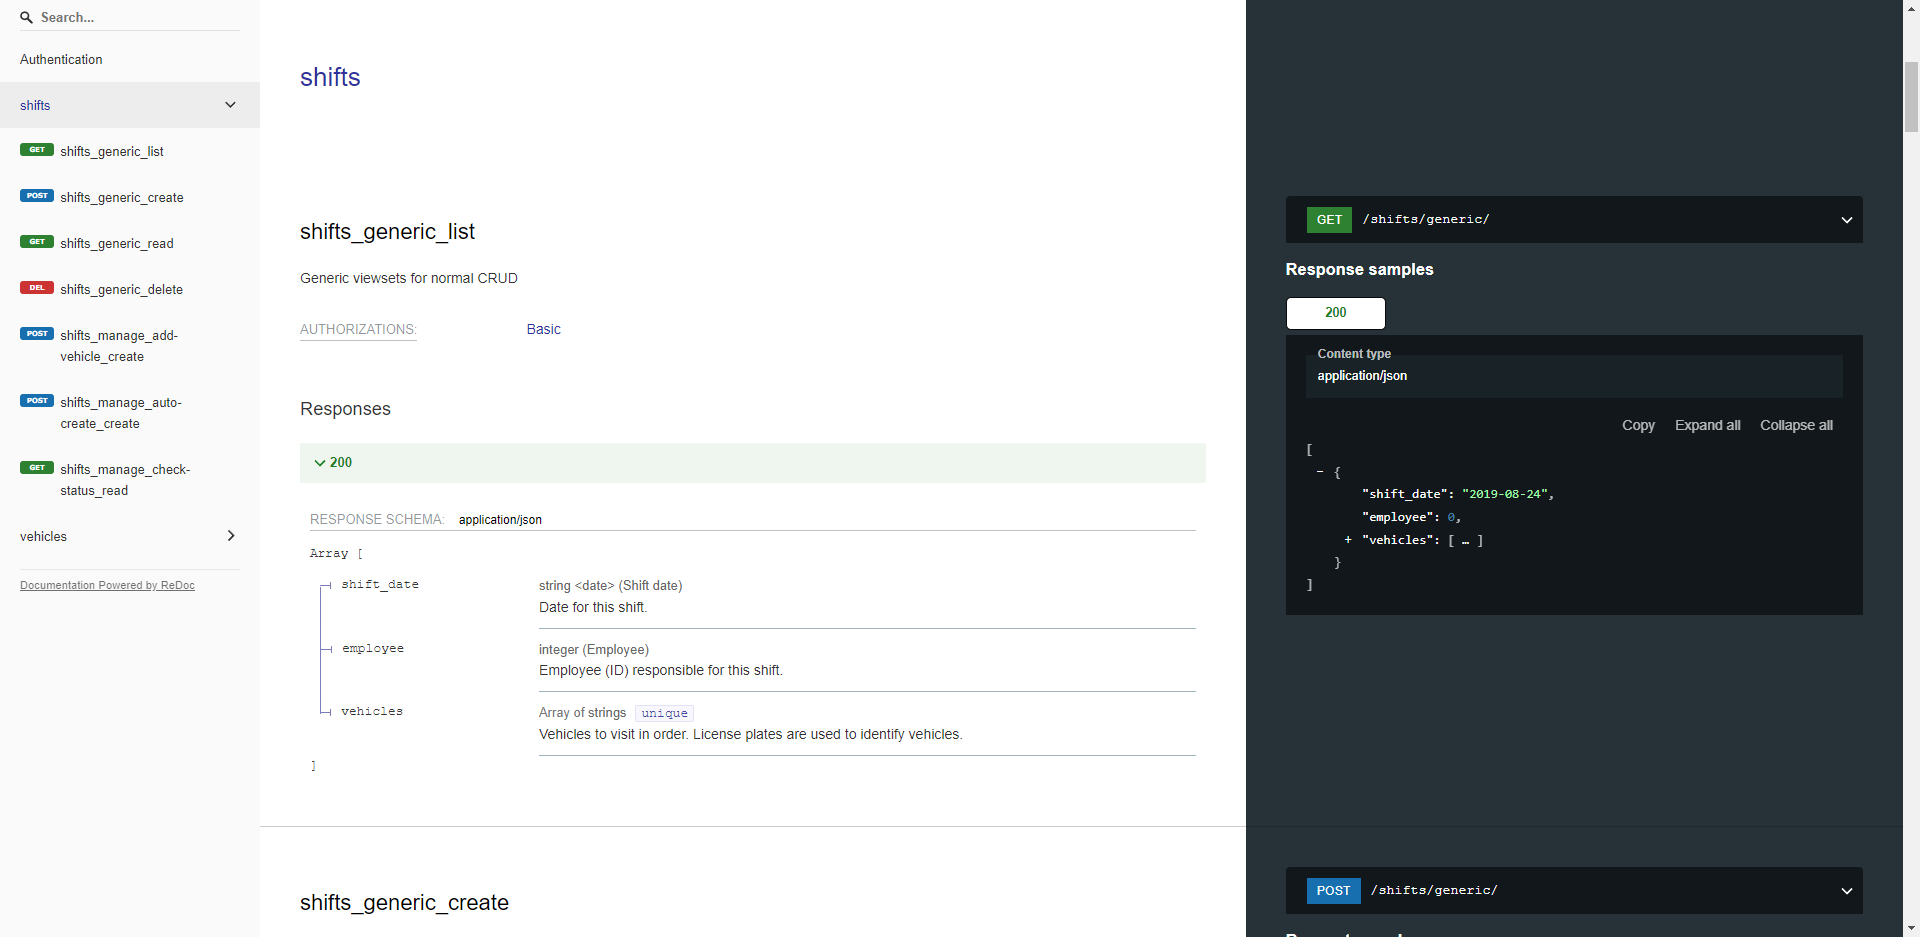 Search...
Authentication
shifts
GET shifts_generic_list
POST shifts_generic_create
GET shifts_generic_read
DEL shifts_generic_delete
POST shifts_manage_add-
vehicle_create
POST shifts_manage_auto-
create_create
GET shifts_manage_check-
status_read
vehicles
Documentation Powered by ReDoc
shifts
shifts_generic_list
Generic viewsets for normal CRUD
AUTHORIZATIONS: Basic
Responses
200
RESPONSE SCHEMA: application/json
Array [
shift_date string <date> (Shift date)
Date for this shift.
employee integer (Employee)
Employee (ID) responsible for this shift.
vehicles Array of strings unique
Vehicles to visit in order. License plates are used to identify vehicles.
]
shifts_generic_create
GET /shifts/generic/
Response samples
200
Content type
application/json
Copy Expand all Collapse all
[
- {
"shift_date": "2019-08-24",
"employee": 0,
+ "vehicles": [ … ]
}
]
POST /shifts/generic/